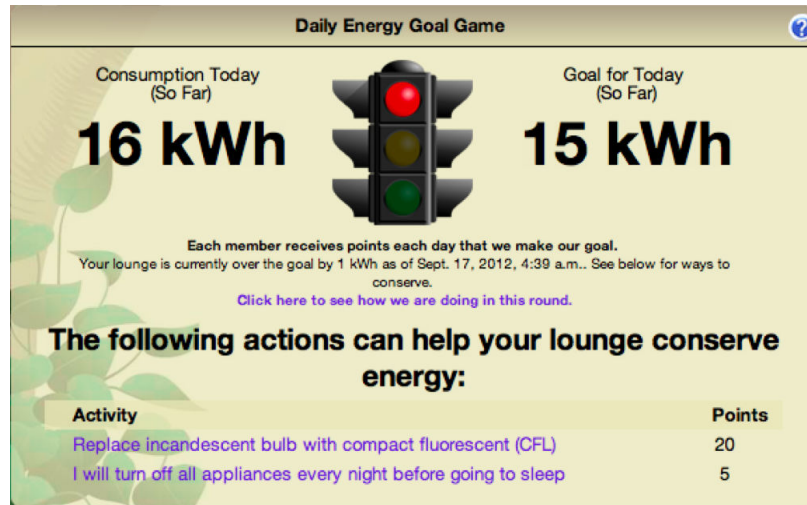 Daily Energy Goal Game
?
Consumption Today
(So Far)
16 kWh
Goal for Today
(So Far)
15 kWh
Each member receives points each day that we make our goal.
Your lounge is currently over the goal by 1 kWh as of Sept. 17, 2012, 4:39 a.m.. See below for ways to
conserve.
Click here to see how we are doing in this round.
The following actions can help your lounge conserve
energy:
Activity Points
Replace incandescent bulb with compact fluorescent (CFL) 20
I will turn off all appliances every night before going to sleep 5